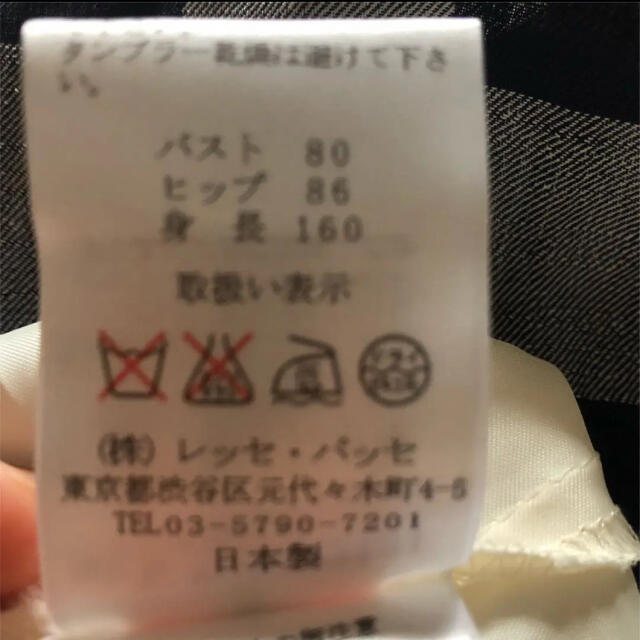 タンブラー乾燥は避けて下さ
い。
バスト 80
ヒップ 86
身長 160
取扱い表示
(株) レッセ・パッセ
東京都渋谷区元代々木町4-5
TEL03-5790-7201
日本製